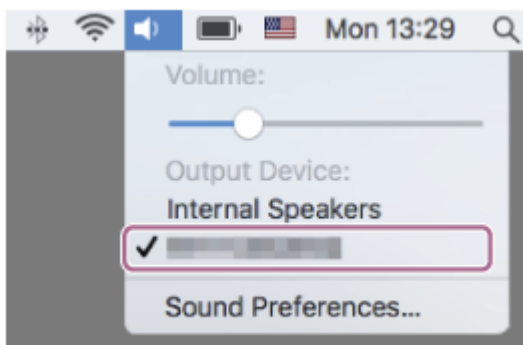 Mon 13:29
Volume:
Output Device:
Internal Speakers
Sound Preferences...